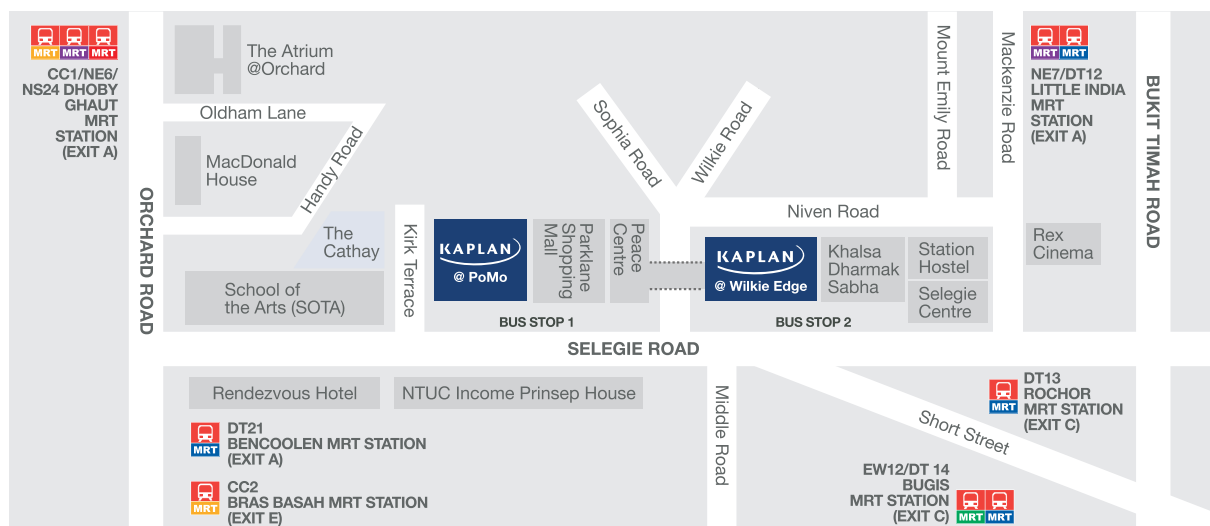 MRT MRT MRT
CC1/NE6/
NS24 DHOBY
GHAUT
MRT
STATION
(EXIT A)
ORCHARD ROAD
The Atrium
@Orchard
Oldham Lane
MacDonald
House
Handy Road
The
Cathay
School of
the Arts (SOTA)
Kirk Terrace
KAPLAN
@ PoMo
Parklane
Shopping
Mall
Peace
Centre
BUS STOP 1
Sophia Road
Wilkie Road
Niven Road
KAPLAN
@ Wilkie Edge
Khalsa
Dharmak
Sabha
Station
Hostel
Selegie
Centre
BUS STOP 2
Mount Emily Road
Mackenzie Road
MRT MRT
NE7/DT12
LITTLE INDIA
MRT
STATION
(EXIT A)
Rex
Cinema
BUKIT TIMAH ROAD
SELEGIE ROAD
Rendezvous Hotel
NTUC Income Prinsep House
MRT
DT21
BENCOOLEN MRT STATION
(EXIT A)
MRT
CC2
BRAS BASAH MRT STATION
(EXIT E)
Middle Road
Short Street
MRT
DT13
ROCHOR
MRT STATION
(EXIT C)
EW12/DT 14
BUGIS
MRT STATION
(EXIT C)
MRT MRT